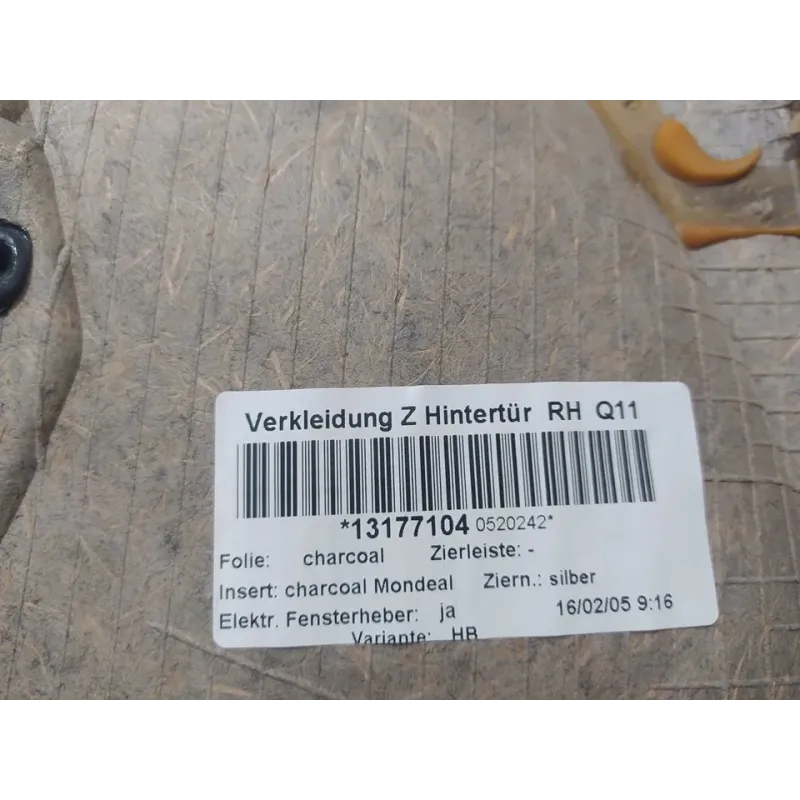 Verkleidung Z Hintertür RH Q11
*13177104 0520242*
Folie: charcoal Zierleiste: -
Insert: charcoal Mondeal Ziern.: silber
Elektr. Fensterheber: ja 16/02/05 9:16
Variante: HB